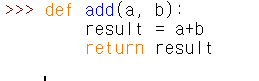 >>> def add(a, b):
        result = a+b
        return result